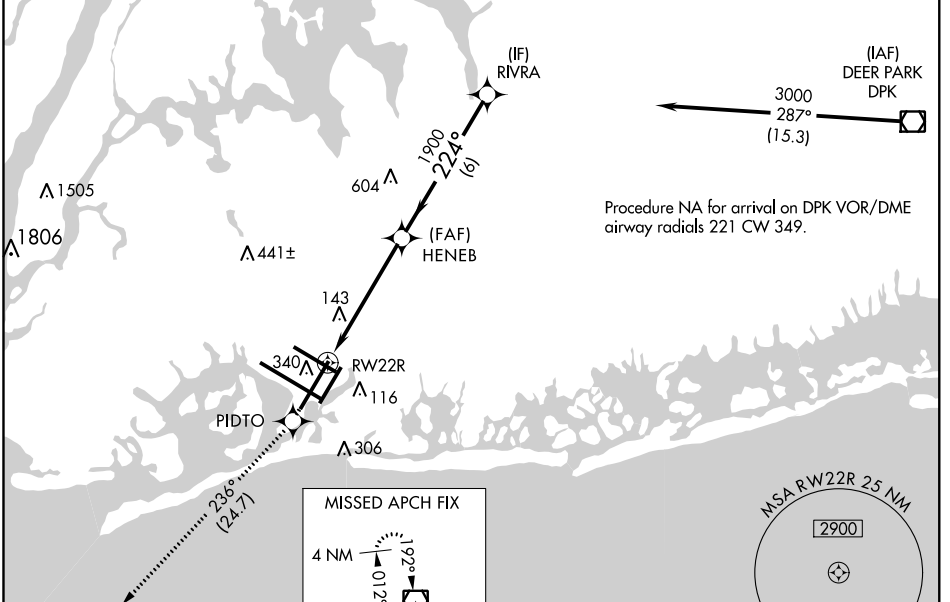 (IF)
RIVRA
(IAF)
DEER PARK
DPK
3000
287°
(15.3)
1900
224°
(6)
604
1505
1806
441±
(FAF)
HENEB
Procedure NA for arrival on DPK VOR/DME
airway radials 221 CW 349.
143
340
RW22R
116
PIDTO
306
236°
(24.7)
MISSED APCH FIX
4 NM
192°
012°
MSA RW22R 25 NM
2900